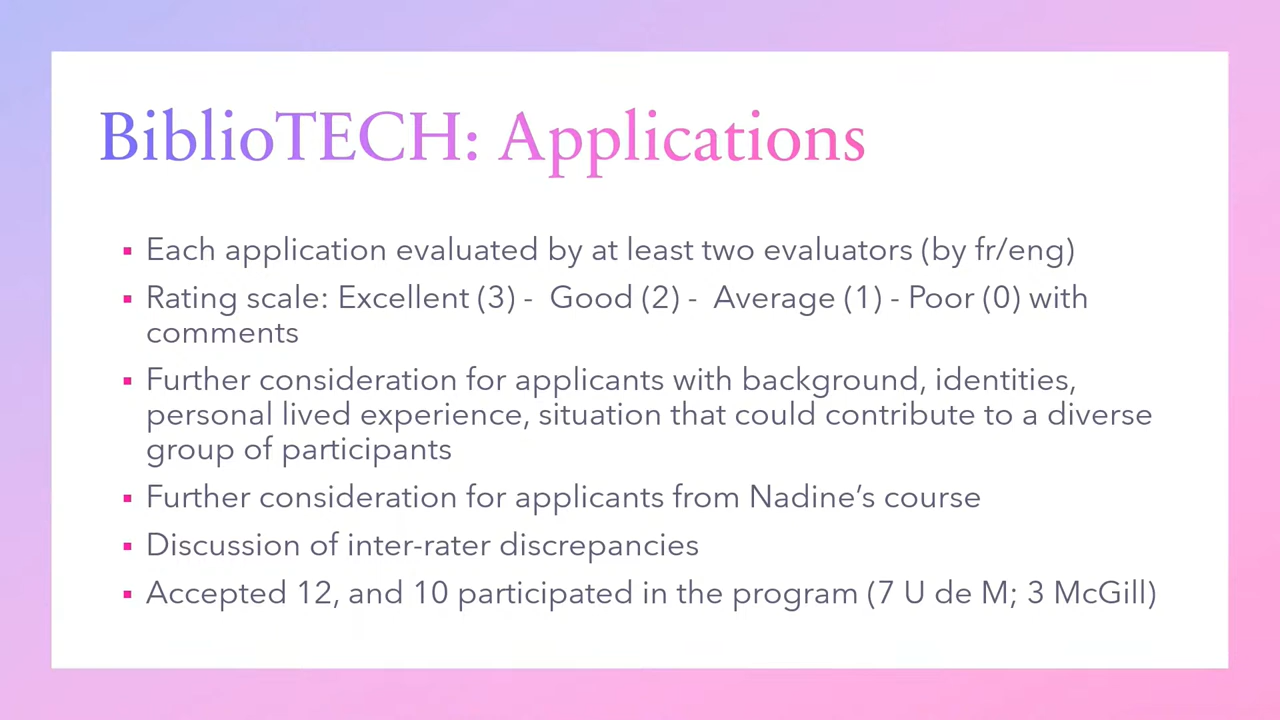 BiblioTECH: Applications
▪ Each application evaluated by at least two evaluators (by fr/eng)
▪ Rating scale: Excellent (3) -  Good (2) -  Average (1) - Poor (0) with
comments
▪ Further consideration for applicants with background, identities,
personal lived experience, situation that could contribute to a diverse
group of participants
▪ Further consideration for applicants from Nadine’s course
▪ Discussion of inter-rater discrepancies
▪ Accepted 12, and 10 participated in the program (7 U de M; 3 McGill)